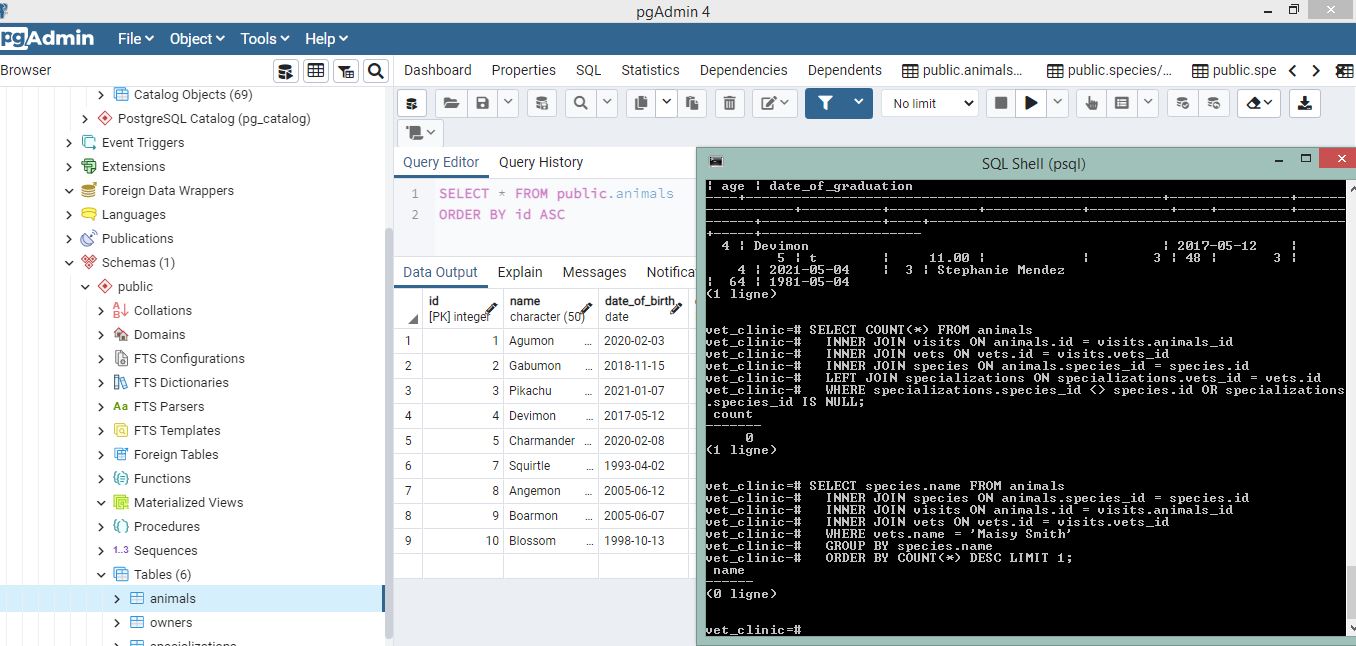 pgAdmin 4
pgAdmin File Object Tools Help
Browser
Dashboard Properties SQL Statistics Dependencies Dependents public.animals... public.species/... public.spe
No limit
Catalog Objects (69)
PostgreSQL Catalog (pg_catalog)
Event Triggers
Extensions
Foreign Data Wrappers
Languages
Publications
Schemas (1)
public
Collations
Domains
FTS Configurations
FTS Dictionaries
Aa FTS Parsers
FTS Templates
Foreign Tables
Functions
Materialized Views
Procedures
1..3 Sequences
Tables (6)
animals
owners
specializations
Query Editor Query History
1 SELECT * FROM public.animals
2 ORDER BY id ASC
Data Output Explain Messages Notifica
id name date_of_birth
[PK] integer character (50) date
1 1 Agumon ... 2020-02-03
2 2 Gabumon ... 2018-11-15
3 3 Pikachu ... 2021-01-07
4 4 Devimon ... 2017-05-12
5 5 Charmander ... 2020-02-08
6 7 Squirtle ... 1993-04-02
7 8 Angemon ... 2005-06-12
8 9 Boarmon ... 2005-06-07
9 10 Blossom ... 1998-10-13
SQL Shell (psql)
| age | date_of_graduation
4 | Devimon | 2017-05-12 |
5 | t | 11.00 | | 3 | 48 | 3 |
4 | 2021-05-04 | 3 | Stephanie Mendez
| 64 | 1981-05-04
(1 ligne)
vet_clinic=# SELECT COUNT(*) FROM animals
vet_clinic-# INNER JOIN visits ON animals.id = visits.animals_id
vet_clinic-# INNER JOIN vets ON vets.id = visits.vets_id
vet_clinic-# INNER JOIN species ON animals.species_id = species.id
vet_clinic-# LEFT JOIN specializations ON specializations.vets_id = vets.id
vet_clinic-# WHERE specializations.species_id <> species.id OR specializations
.species_id IS NULL;
count
-------
0
(1 ligne)
vet_clinic=# SELECT species.name FROM animals
vet_clinic-# INNER JOIN species ON animals.species_id = species.id
vet_clinic-# INNER JOIN visits ON animals.id = visits.animals_id
vet_clinic-# INNER JOIN vets ON vets.id = visits.vets_id
vet_clinic-# WHERE vets.name = 'Maisy Smith'
vet_clinic-# GROUP BY species.name
vet_clinic-# ORDER BY COUNT(*) DESC LIMIT 1;
name
------
(0 ligne)
vet_clinic=#